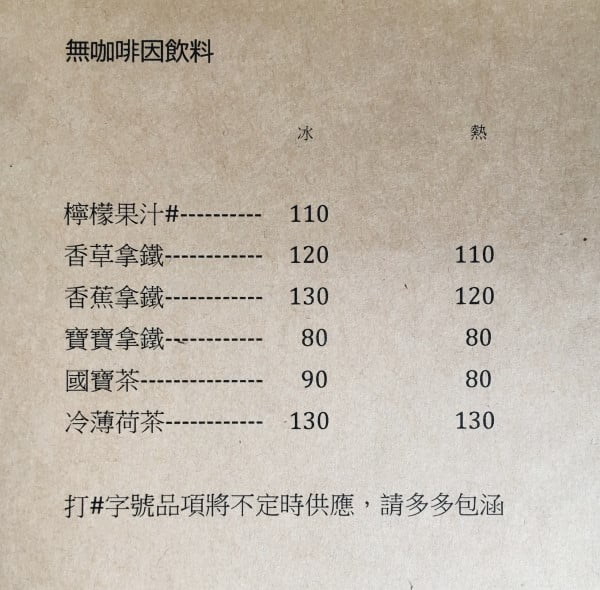 無咖啡因飲料
冰 熱
檸檬果汁#---------- 110
香草拿鐵------------ 120 110
香蕉拿鐵------------ 130 120
寶寶拿鐵------------ 80 80
國寶茶--------------- 90 80
冷薄荷茶------------ 130 130
打#字號品項將不定時供應，請多多包涵